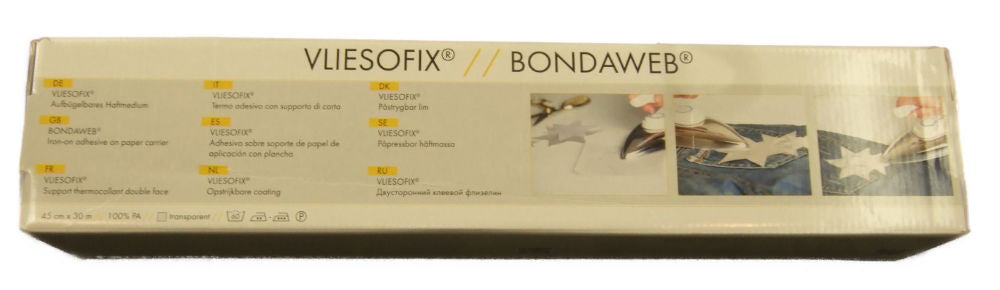 VLIESOFIX® // BONDAWEB®
DE
VLIESOFIX®
Aufbügelbares Haftmedium
GB
BONDAWEB®
Iron-on adhesive on paper carrier
FR
VLIESOFIX®
Support thermocollant double face
IT
VLIESOFIX®
Termo adesivo con supporto di carta
ES
VLIESOFIX®
Adhesivo sobre soporte de papel de
aplicación con plancha
NL
VLIESOFIX®
Opstrijkbare coating
DK
VLIESOFIX®
Påstrygbar lim
SE
VLIESOFIX®
Påpressbar häftmassa
RU
VLIESOFIX®
Двусторонний клеевой флизелин
45 cm x 30 m // 100% PA // transparent // 60 - P